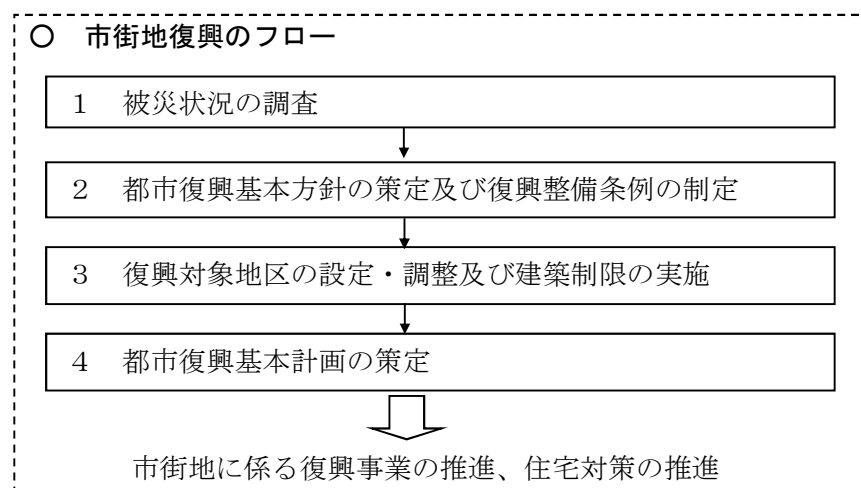 〇 市街地復興のフロー
１ 被災状況の調査
２ 都市復興基本方針の策定及び復興整備条例の制定
３ 復興対象地区の設定・調整及び建築制限の実施
４ 都市復興基本計画の策定
市街地に係る復興事業の推進、住宅対策の推進